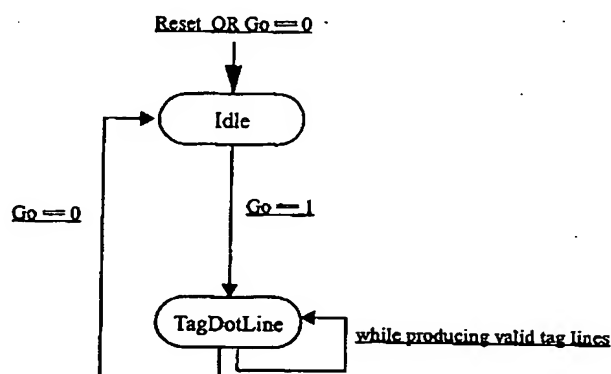 Reset OR Go == 0
Idle
Go == 0
Go == 1
TagDotLine
while producing valid tag lines